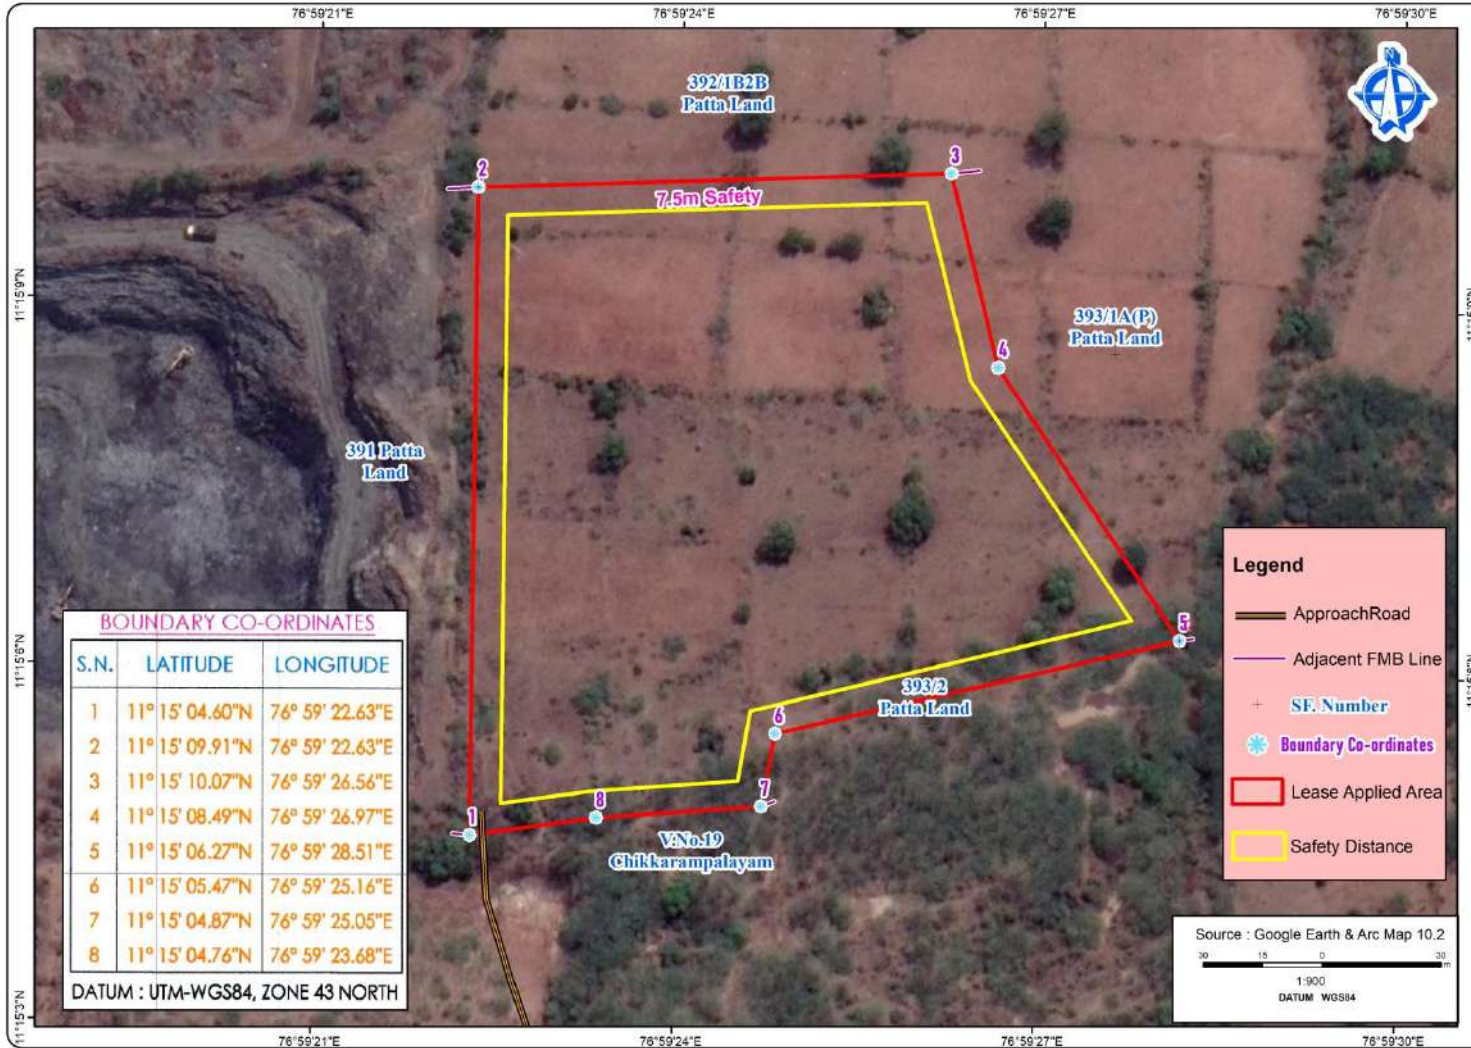 76°59'21"E 76°59'24"E 76°59'27"E 76°59'30"E
N
392/1B2B
Patta Land
2
3
7.5m Safety
11°15'9"N
11°15'9"N
393/1A(P)
Patta Land
4
391 Patta
Land
5
393/2
Patta Land
6
7
8
1
V.No.19
Chikkarampalayam
11°15'6"N
11°15'6"N
Legend
ApproachRoad
Adjacent FMB Line
SF. Number
Boundary Co-ordinates
Lease Applied Area
Safety Distance
BOUNDARY CO-ORDINATES
S.N. LATITUDE LONGITUDE
1 11° 15' 04.60"N 76° 59' 22.63"E
2 11° 15' 09.91"N 76° 59' 22.63"E
3 11° 15' 10.07"N 76° 59' 26.56"E
4 11° 15' 08.49"N 76° 59' 26.97"E
5 11° 15' 06.27"N 76° 59' 28.51"E
6 11° 15' 05.47"N 76° 59' 25.16"E
7 11° 15' 04.87"N 76° 59' 25.05"E
8 11° 15' 04.76"N 76° 59' 23.68"E
DATUM : UTM-WGS84, ZONE 43 NORTH
Source : Google Earth & Arc Map 10.2
30 15 0 30
m
1:900
DATUM WGS84
11°15'3"N
76°59'21"E 76°59'24"E 76°59'27"E 76°59'30"E